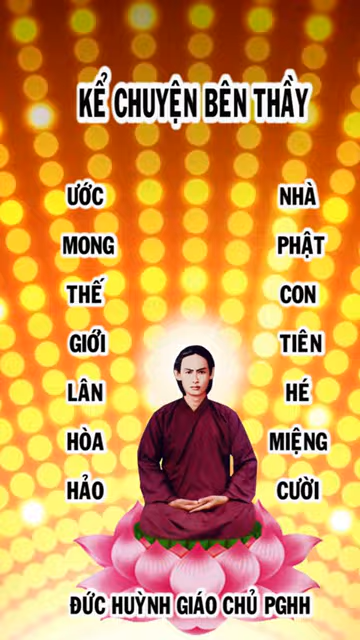 KỂ CHUYỆN BÊN THẦY
ƯỚC
MONG
THẾ
GIỚI
LÂN
HÒA
HẢO
NHÀ
PHẬT
CON
TIÊN
HÉ
MIỆNG
CƯỜI
ĐỨC HUỲNH GIÁO CHỦ PGHH